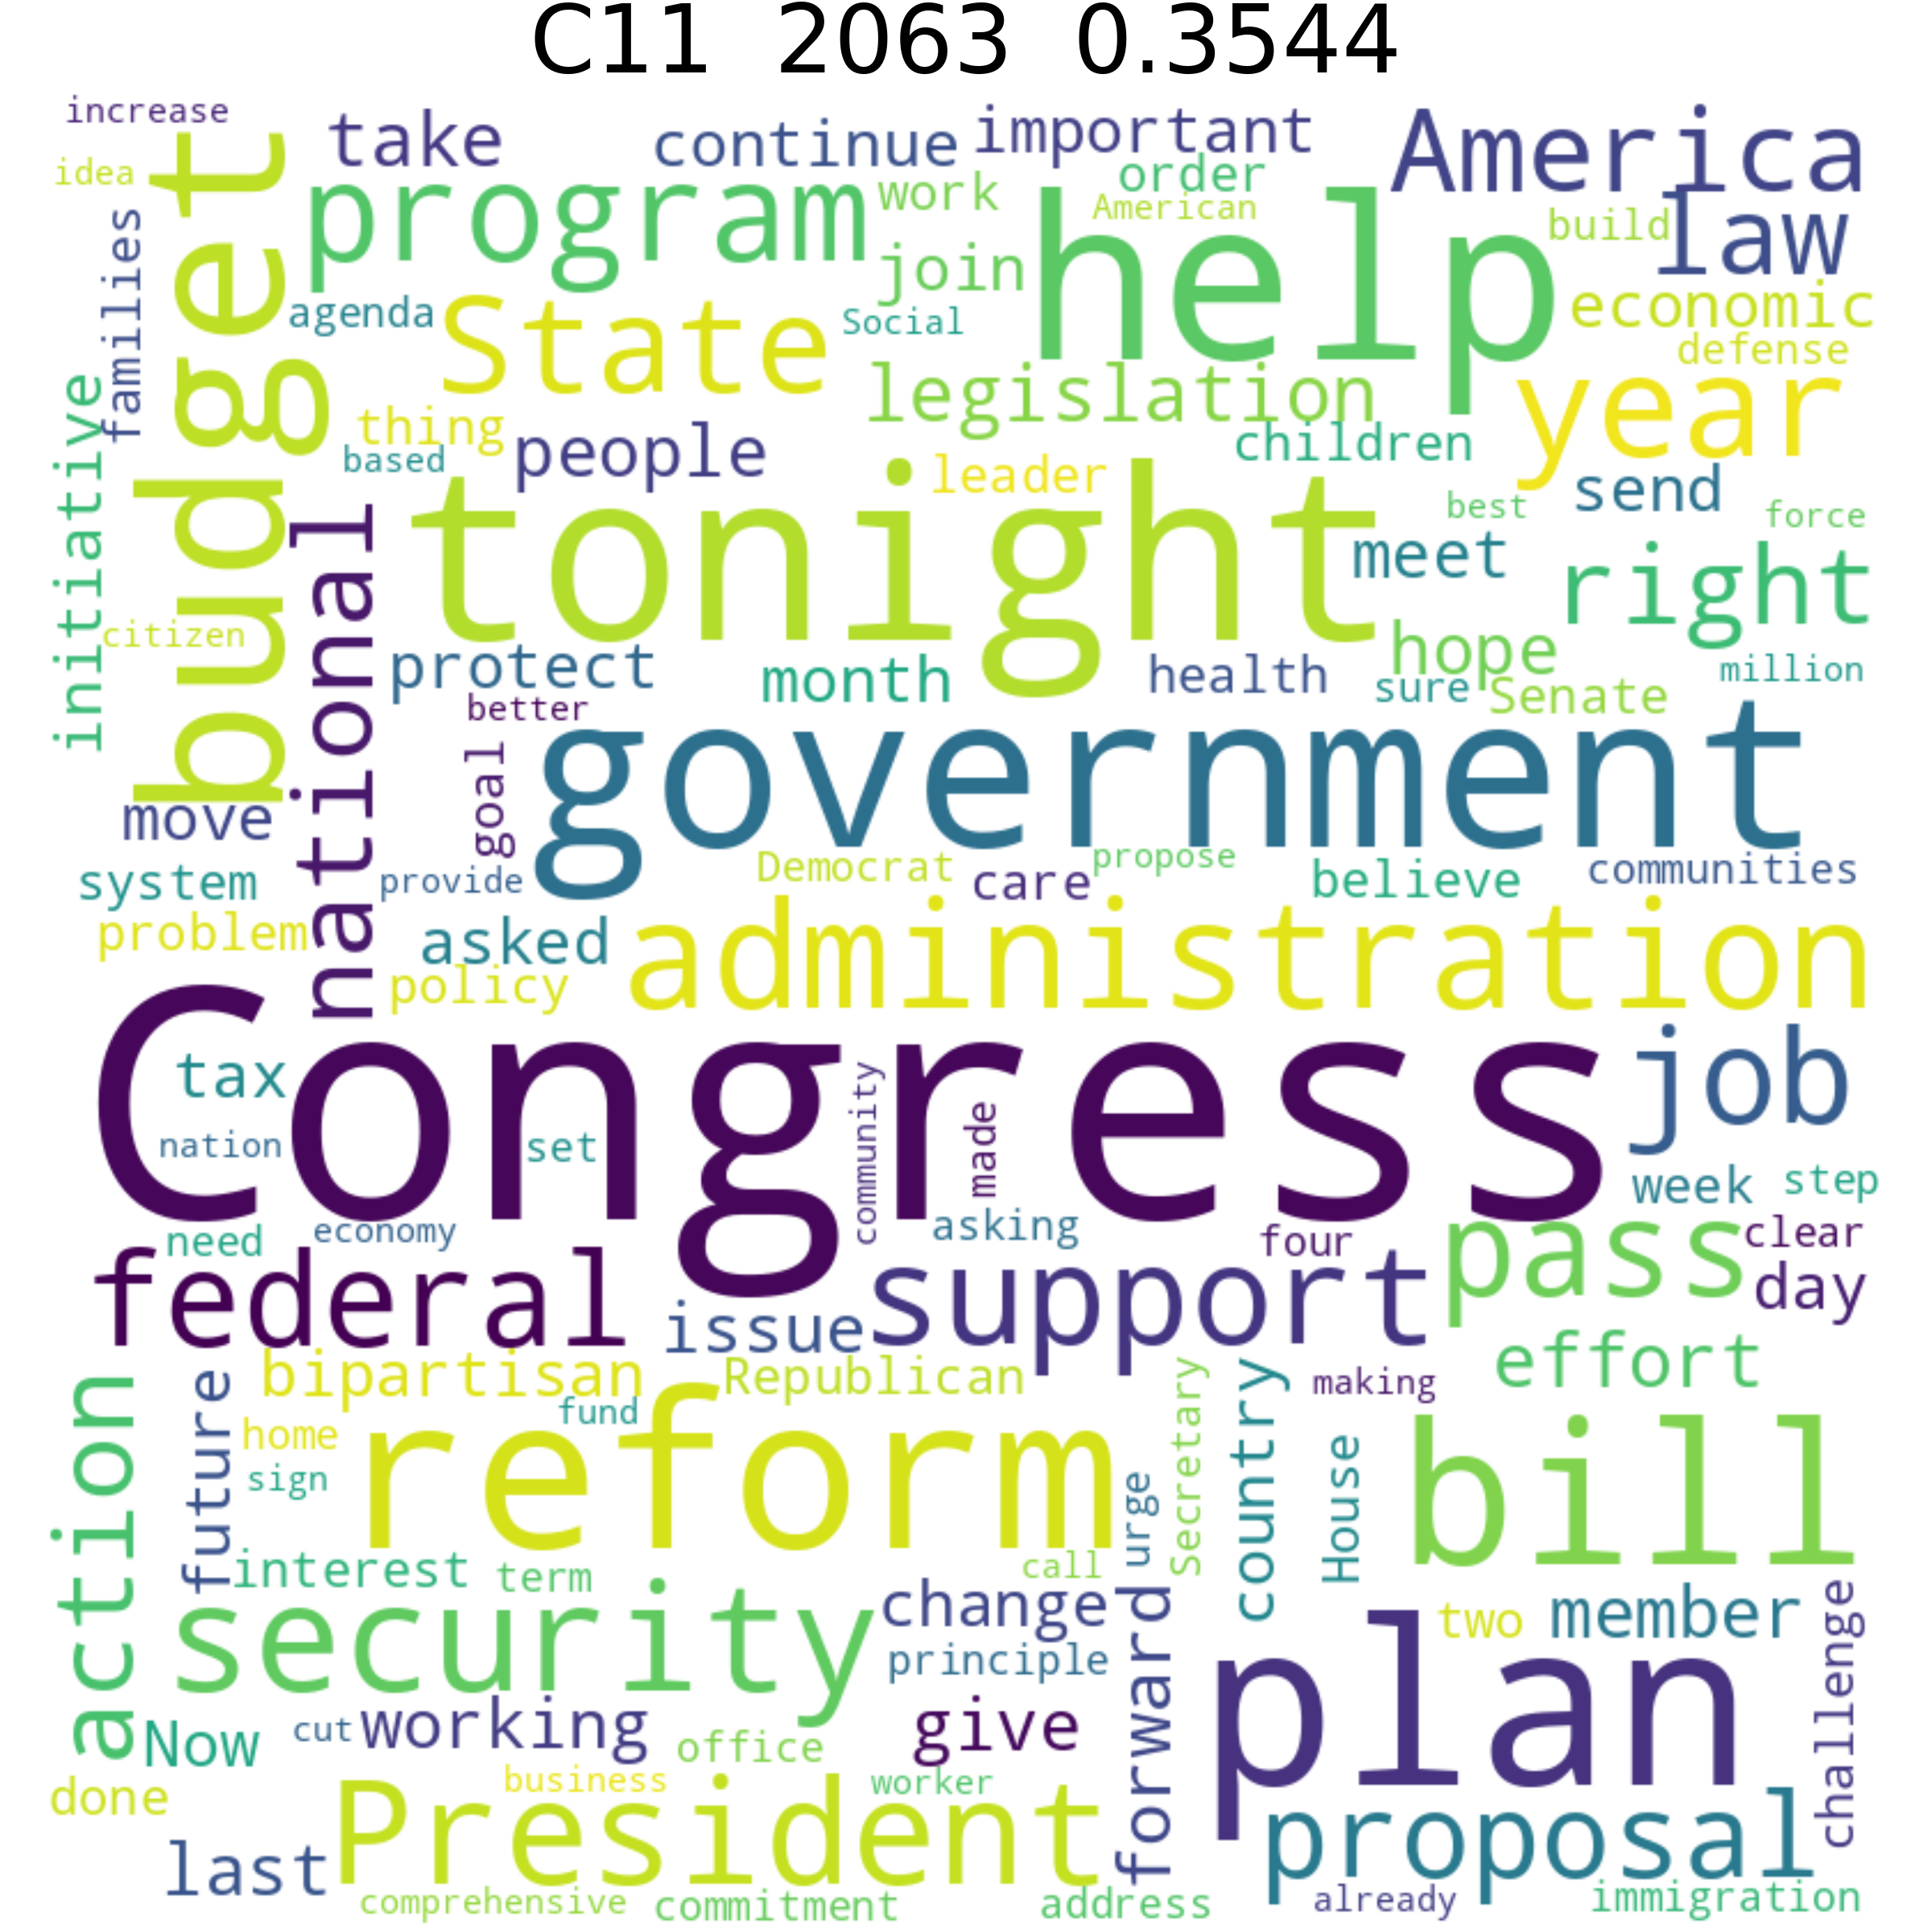 C11 2063 0.3544
increase
take
continue
important
America
idea
budget
program
work
order
American
help
build
law
families
join
agenda
State
Social
economic
defense
legislation
year
initiative
thing
people
based
leader
children
send
best
force
national
tonight
meet
right
citizen
protect
month
health
hope
sure
Senate
million
better
goal
government
move
system
provide
Democrat
care
propose
believe
communities
problem
asked
administration
policy
Congress
tax
job
nation
set
community
made
week
step
need
economy
asking
four
pass
clear
federal
issue
support
day
bipartisan
Republican
making
effort
action
future
home
fund
sign
reform
urge
Secretary
country
House
bill
interest
term
call
security
change
principle
forward
two
member
challenge
Now
cut
working
office
give
plan
done
business
worker
President
proposal
last
comprehensive
commitment
address
already
immigration